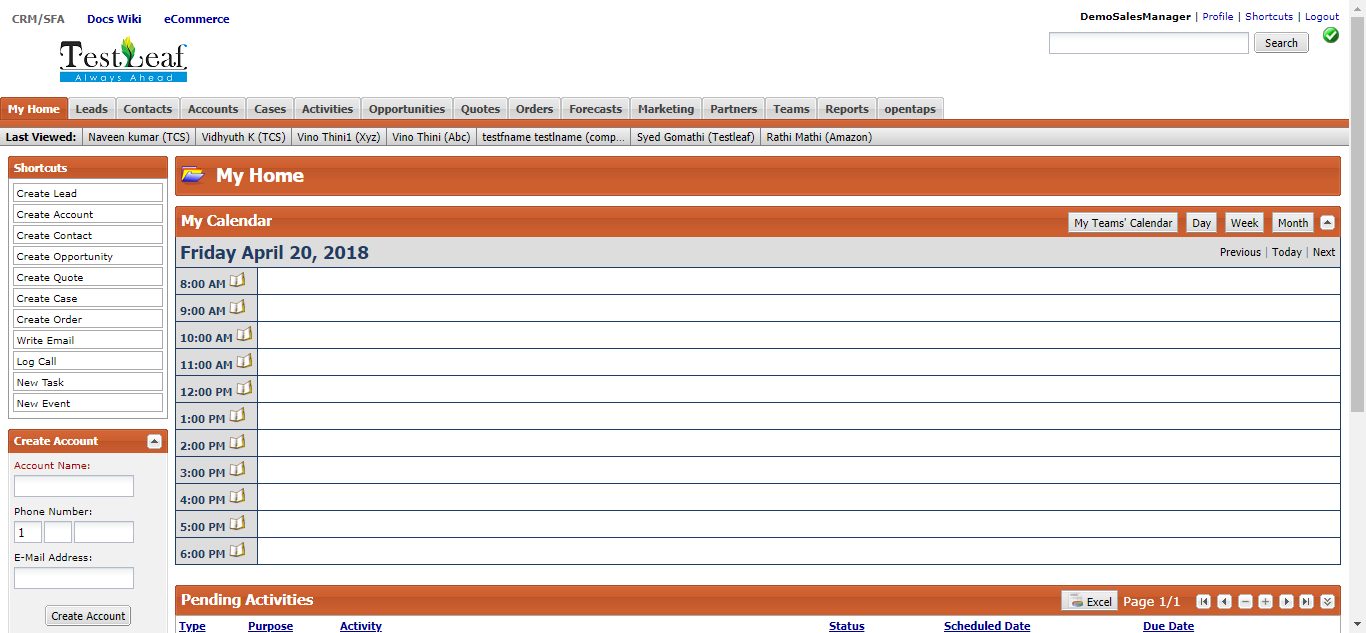 CRM/SFA Docs Wiki eCommerce
DemoSalesManager | Profile | Shortcuts | Logout
Search
TestLeaf
Always Ahead
My Home Leads Contacts Accounts Cases Activities Opportunities Quotes Orders Forecasts Marketing Partners Teams Reports opentaps
Last Viewed: Naveen kumar (TCS) Vidhyuth K (TCS) Vino Thini1 (Xyz) Vino Thini (Abc) testfname testlname (comp... Syed Gomathi (Testleaf) Rathi Mathi (Amazon)
Shortcuts
Create Lead
Create Account
Create Contact
Create Opportunity
Create Quote
Create Case
Create Order
Write Email
Log Call
New Task
New Event
Create Account
Account Name:
Phone Number:
1
E-Mail Address:
Create Account
My Home
My Calendar My Teams' Calendar Day Week Month
Friday April 20, 2018 Previous | Today | Next
8:00 AM
9:00 AM
10:00 AM
11:00 AM
12:00 PM
1:00 PM
2:00 PM
3:00 PM
4:00 PM
5:00 PM
6:00 PM
Pending Activities Excel Page 1/1
Type Purpose Activity Status Scheduled Date Due Date